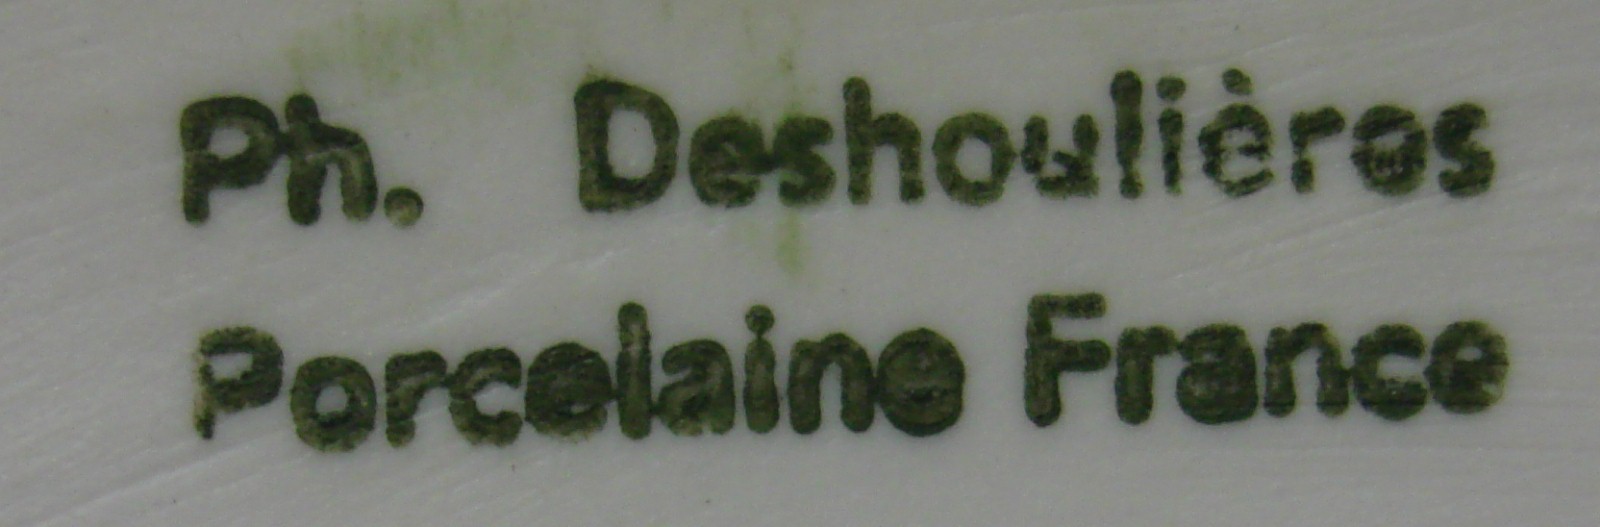 Ph. Deshoulières
Porcelaine France